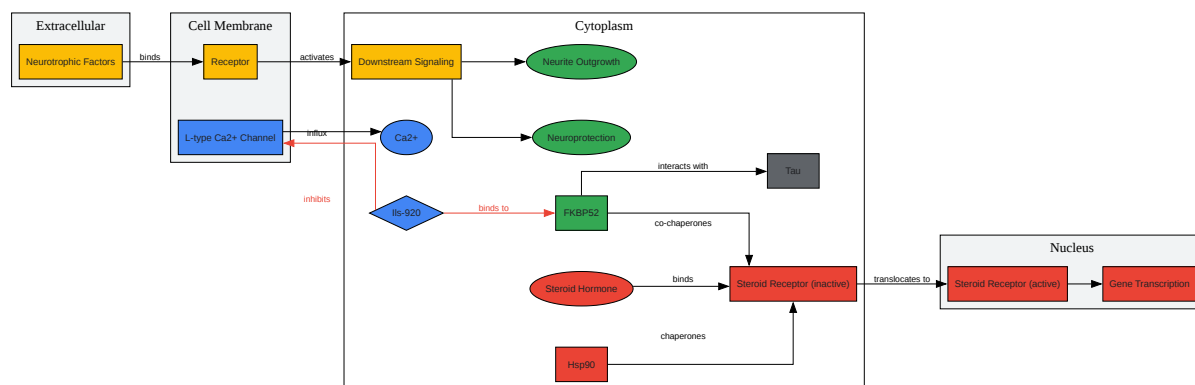 Extracellular
Cell Membrane
Cytoplasm
Neurotrophic Factors
binds
Receptor
activates
Downstream Signaling
Neurite Outgrowth
L-type Ca2+ Channel
influx
Ca2+
Neuroprotection
interacts with
Tau
inhibits
Ils-920
binds to
FKBP52
co-chaperones
Nucleus
Steroid Hormone
binds
Steroid Receptor (inactive)
translocates to
Steroid Receptor (active)
Gene Transcription
chaperones
Hsp90